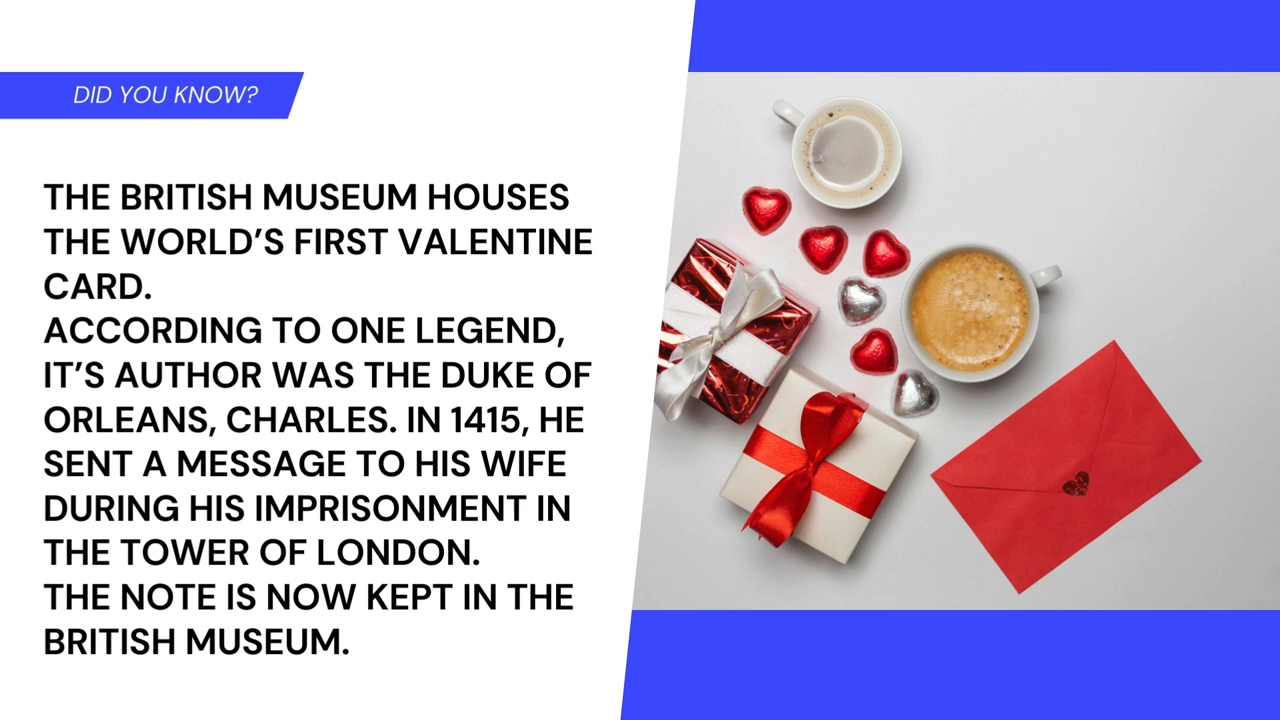 DID YOU KNOW?
THE BRITISH MUSEUM HOUSES
THE WORLD’S FIRST VALENTINE
CARD.
ACCORDING TO ONE LEGEND,
IT’S AUTHOR WAS THE DUKE OF
ORLEANS, CHARLES. IN 1415, HE
SENT A MESSAGE TO HIS WIFE
DURING HIS IMPRISONMENT IN
THE TOWER OF LONDON.
THE NOTE IS NOW KEPT IN THE
BRITISH MUSEUM.